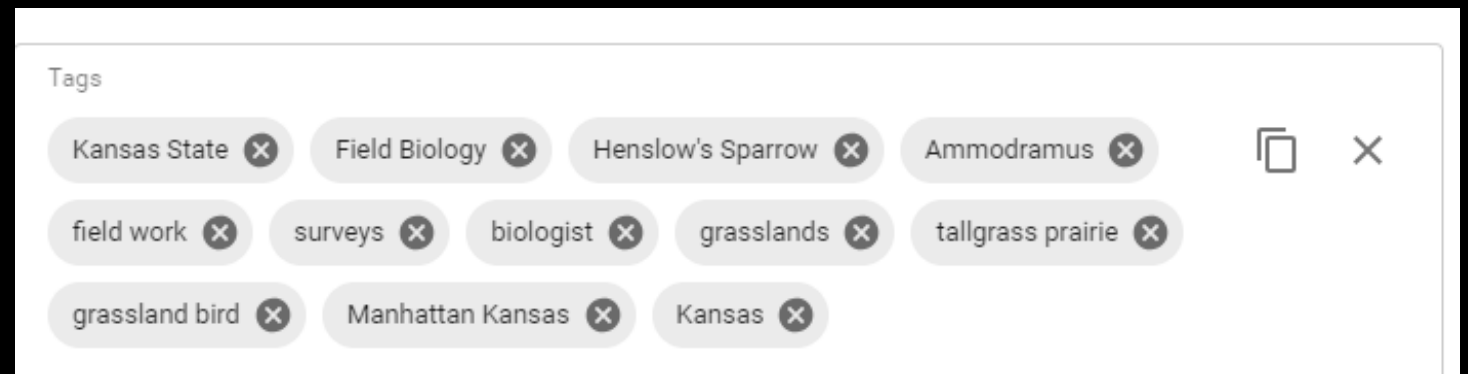 Tags
Kansas State Field Biology Henslow's Sparrow Ammodramus
field work surveys biologist grasslands tallgrass prairie
grassland bird Manhattan Kansas Kansas